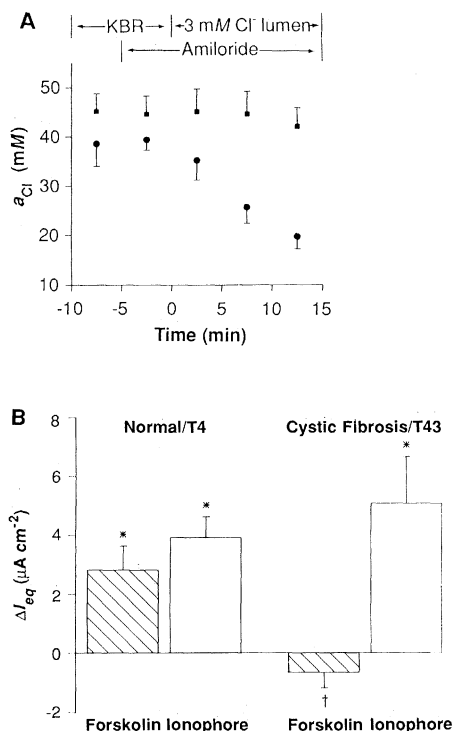 A
KBR 3 mM Cl⁻ lumen
Amiloride
50
40
30
20
10
aCl (mM)
-10 -5 0 5 10 15
Time (min)
B
Normal/T4 Cystic Fibrosis/T43
8
6
4
2
0
-2
ΔIeq (μA cm⁻²)
* * * †
Forskolin Ionophore Forskolin Ionophore